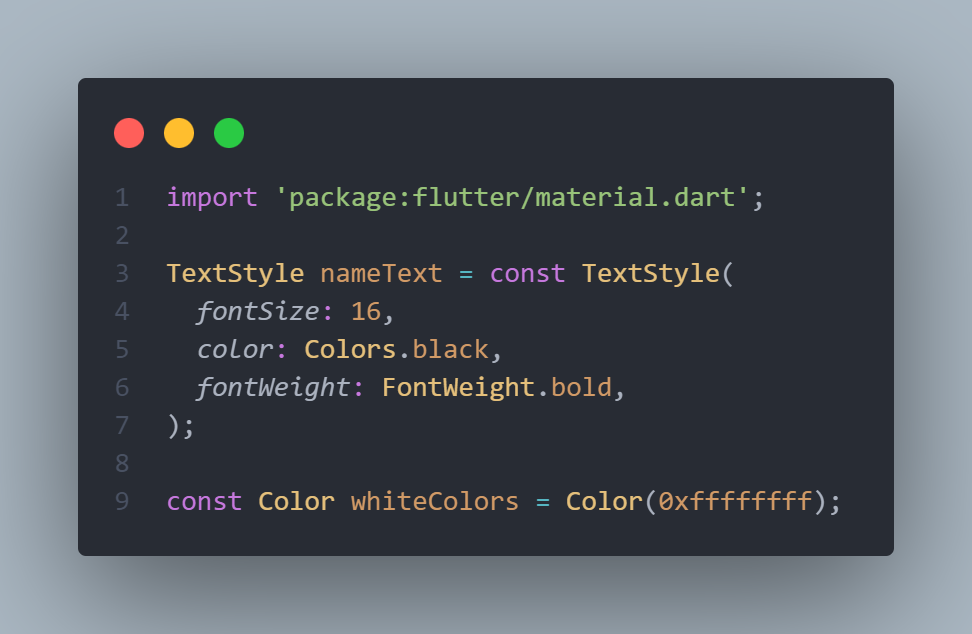 1 import 'package:flutter/material.dart';
2
3 TextStyle nameText = const TextStyle(
4   fontSize: 16,
5   color: Colors.black,
6   fontWeight: FontWeight.bold,
7 );
8
9 const Color whiteColors = Color(0xffffffff);